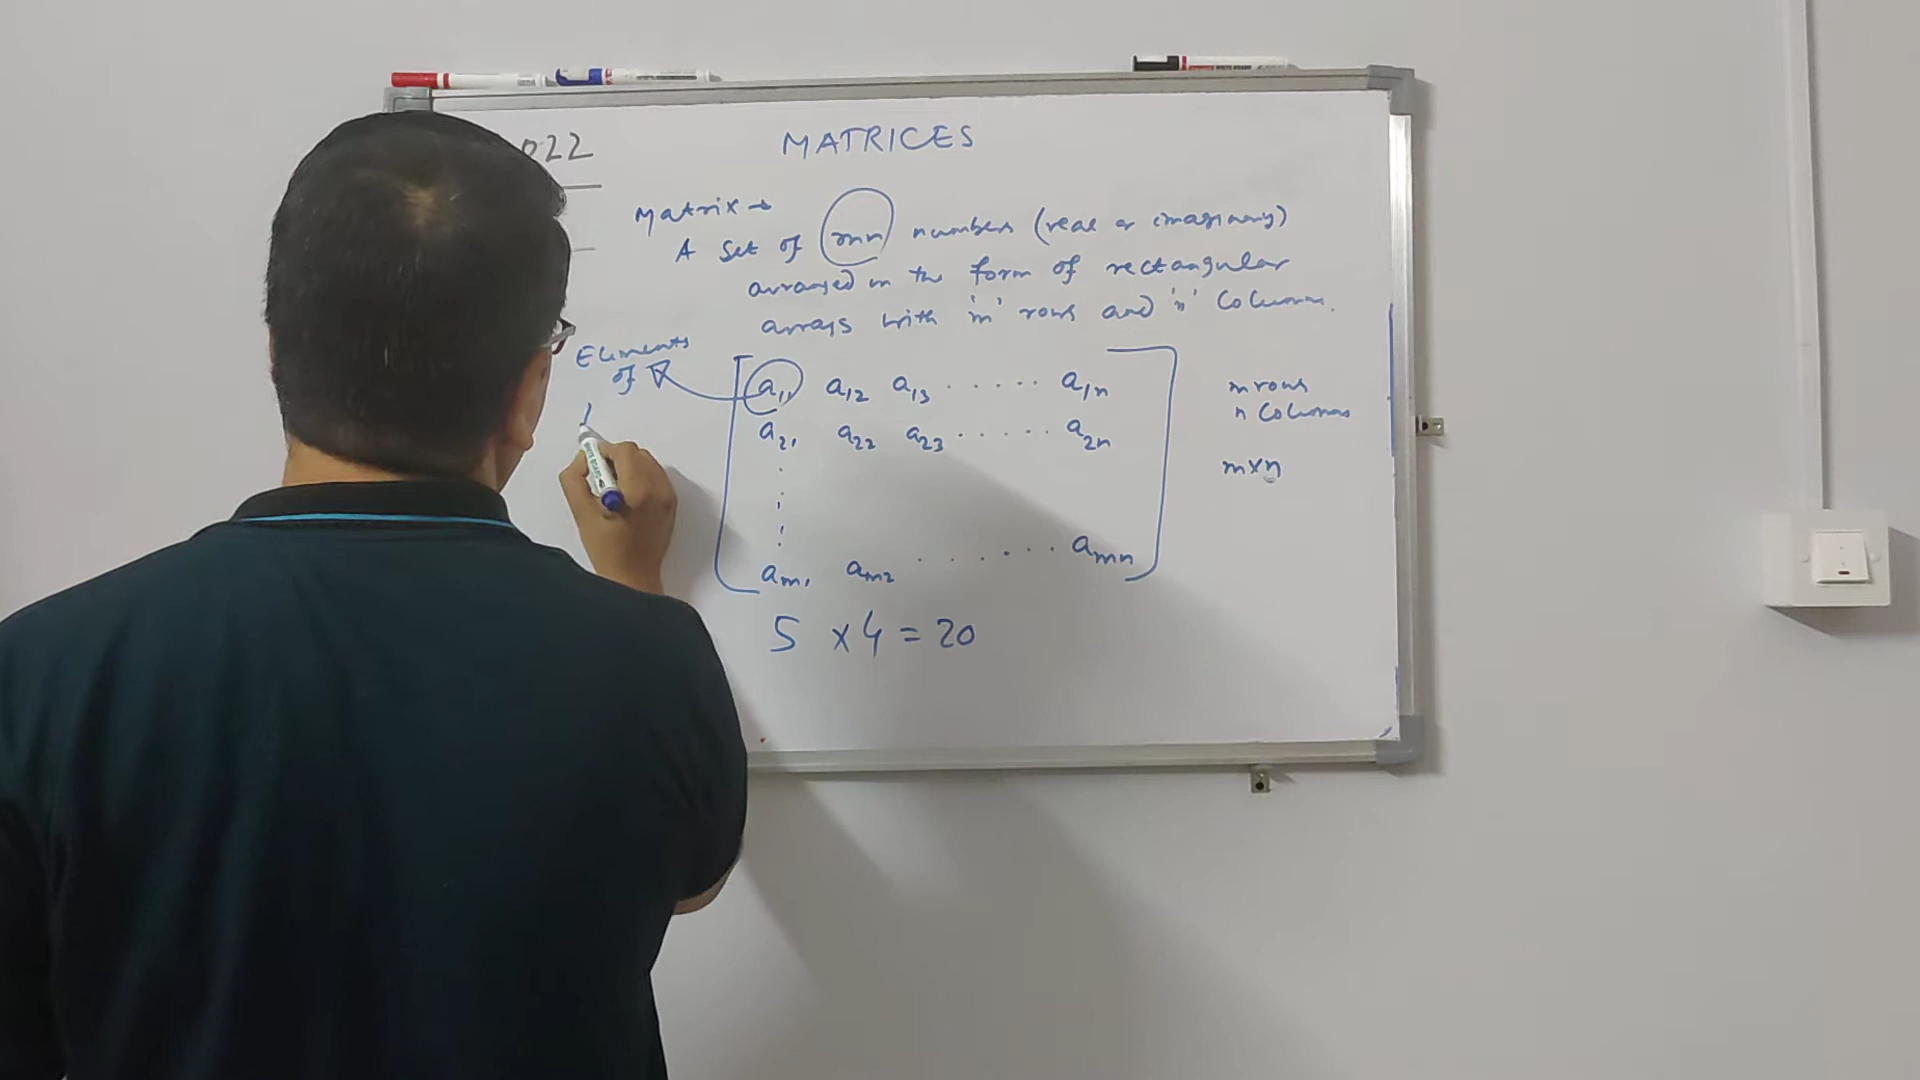 022
MATRICES
Matrix →
A set of mn numbers (real or imaginary)
arranged in the form of rectangular
arrays with 'm' rows and 'n' columns.
Elements
of
a11 a12 a13 ...... a1n
a21 a22 a23 ...... a2n
am1 am2 ....... amn
m rows
n columns
m×n
5 × 4 = 20